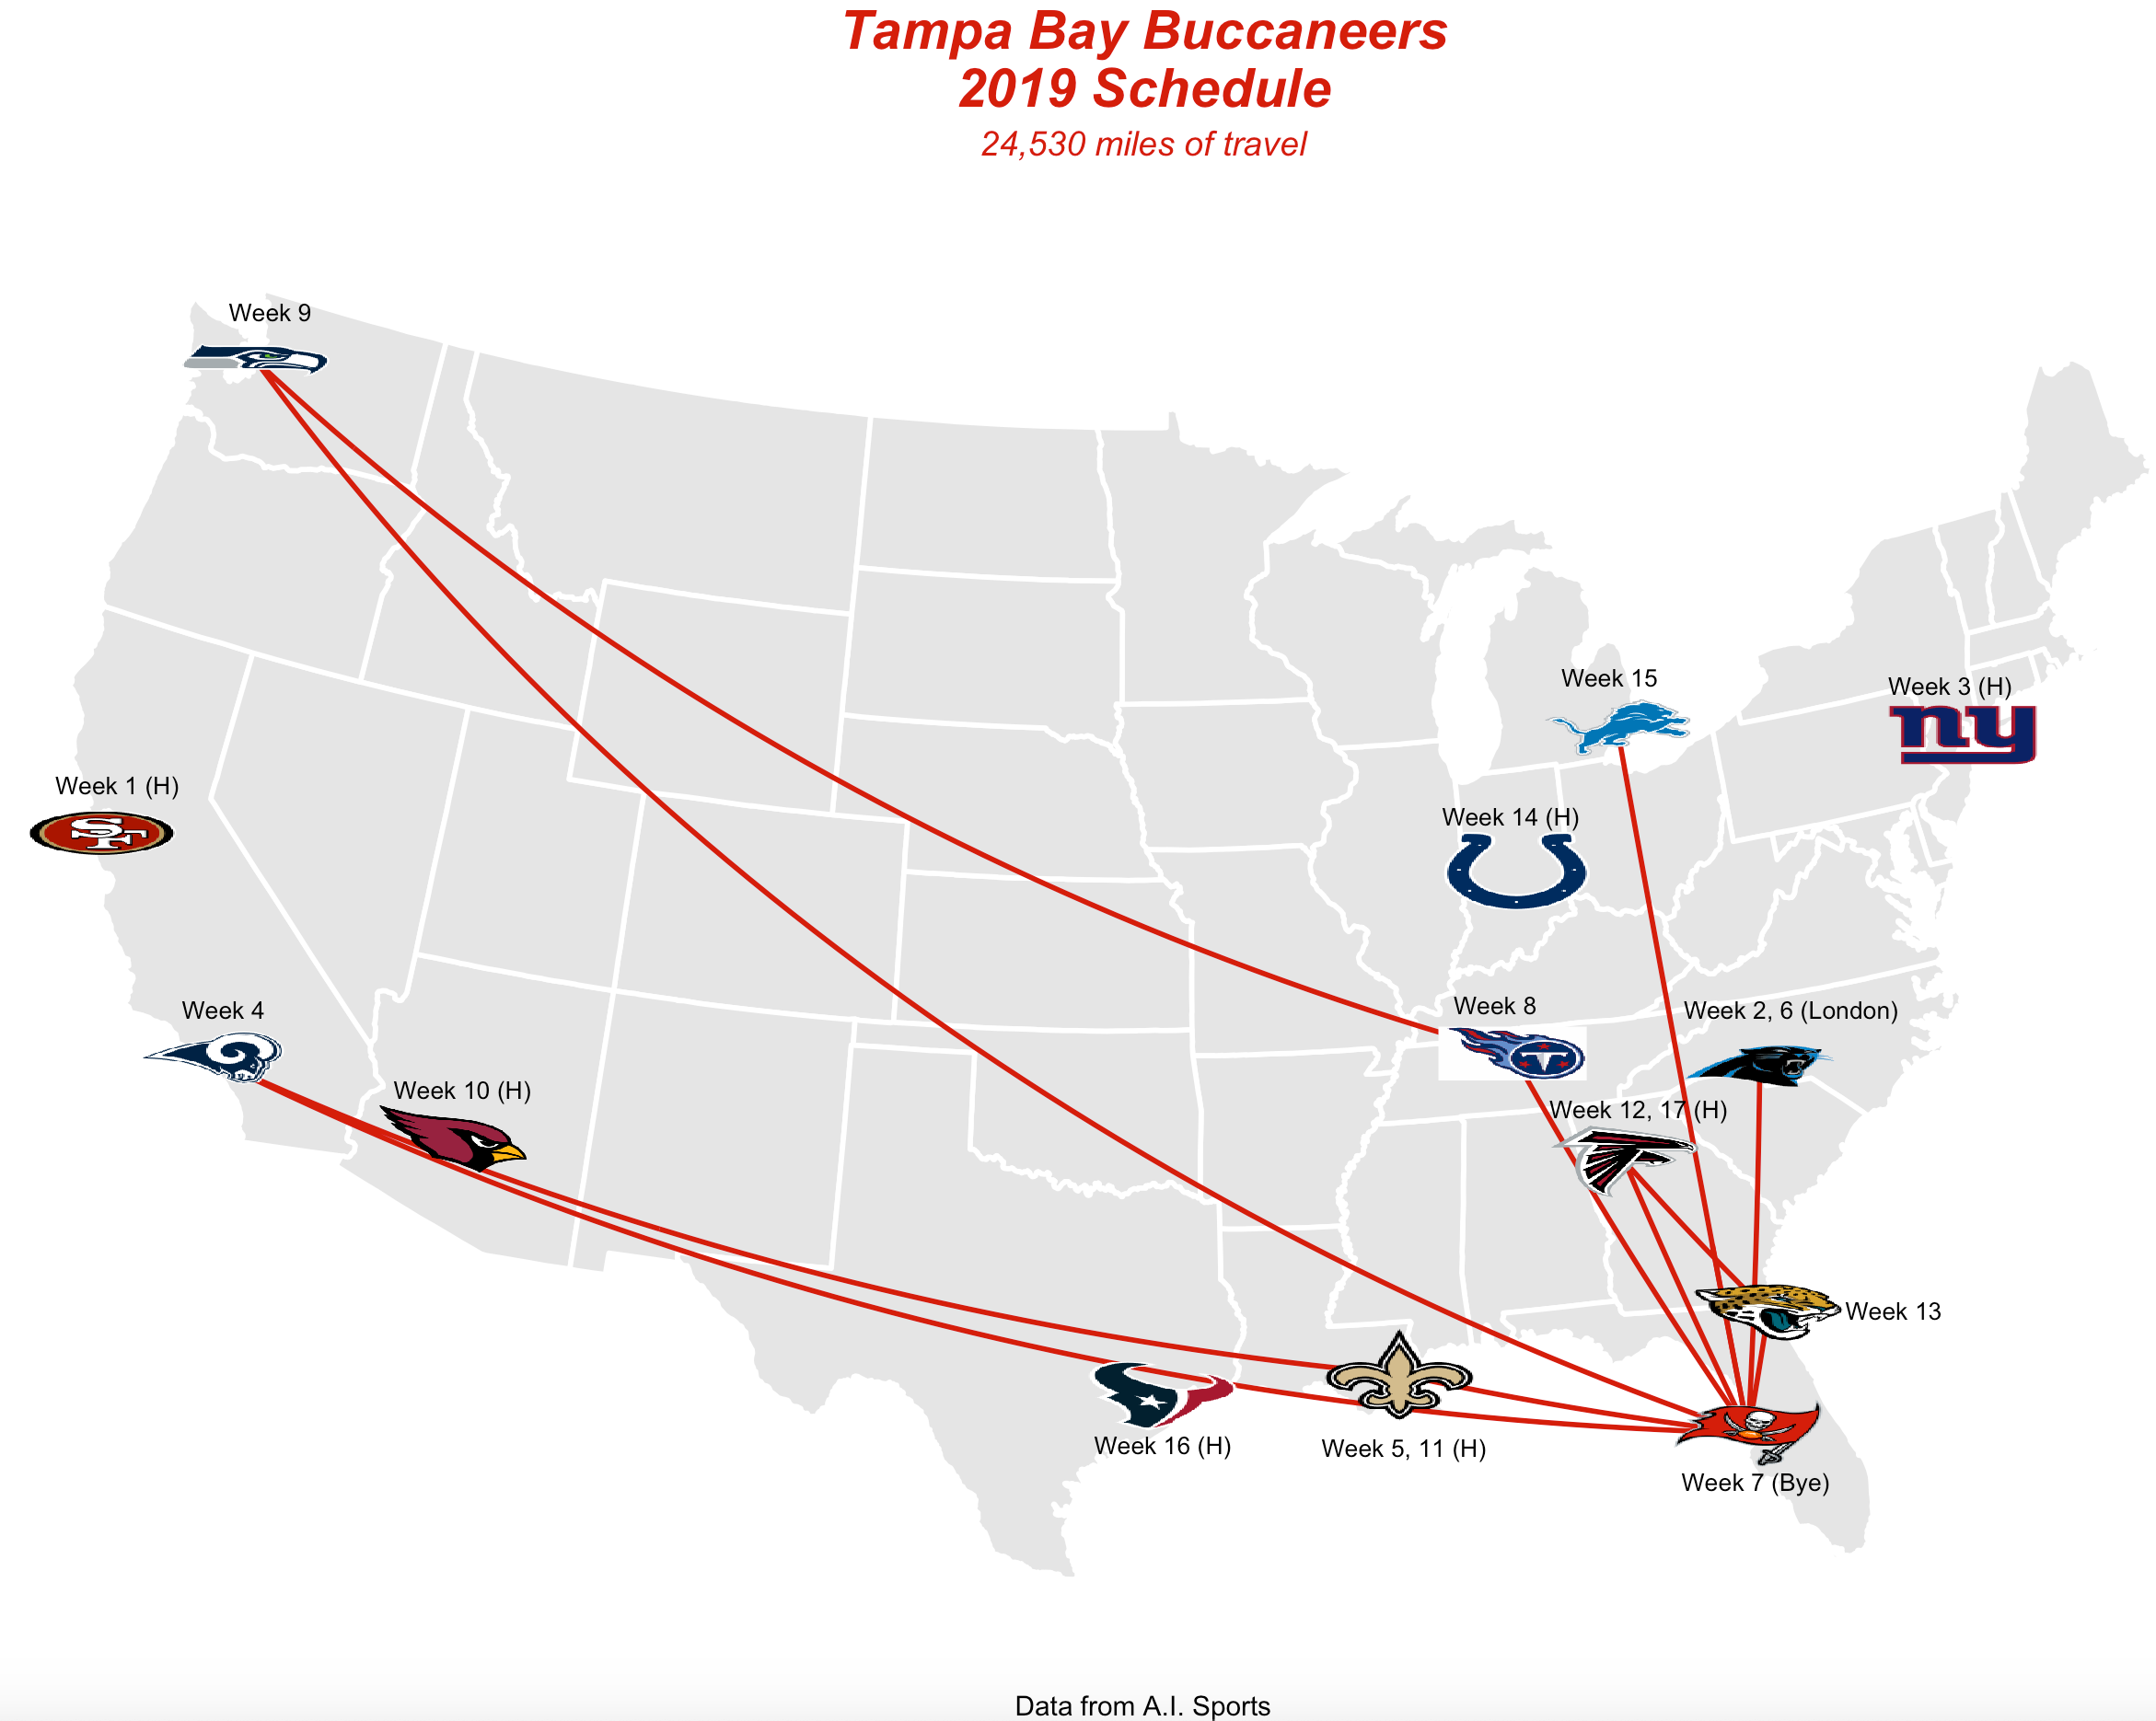 Tampa Bay Buccaneers
2019 Schedule
24,530 miles of travel
Week 9
Week 15
Week 3 (H)
ny
Week 1 (H)
SF
Week 14 (H)
Week 8
T
Week 4
Week 2, 6 (London)
Week 10 (H)
Week 12, 17 (H)
Week 13
Week 16 (H)
Week 5, 11 (H)
Week 7 (Bye)
Data from A.I. Sports